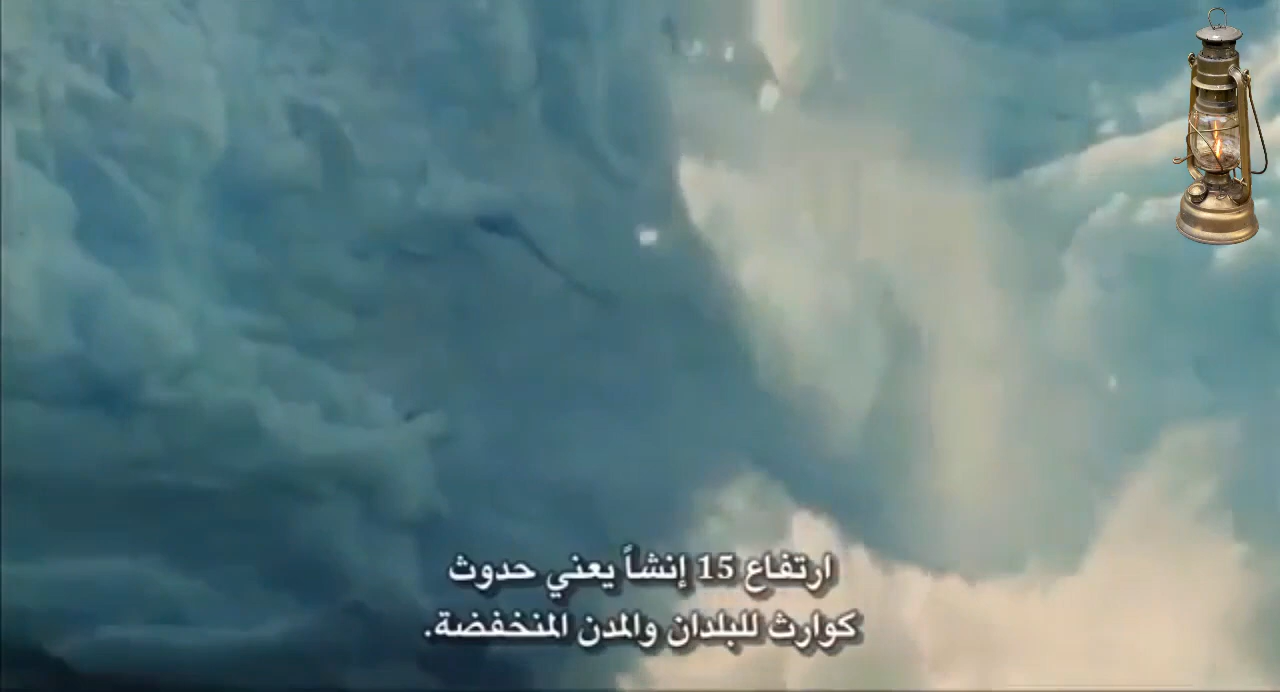 ارتفاع 15 إنشاً يعني حدوث
كوارث للبلدان والمدن المنخفضة.